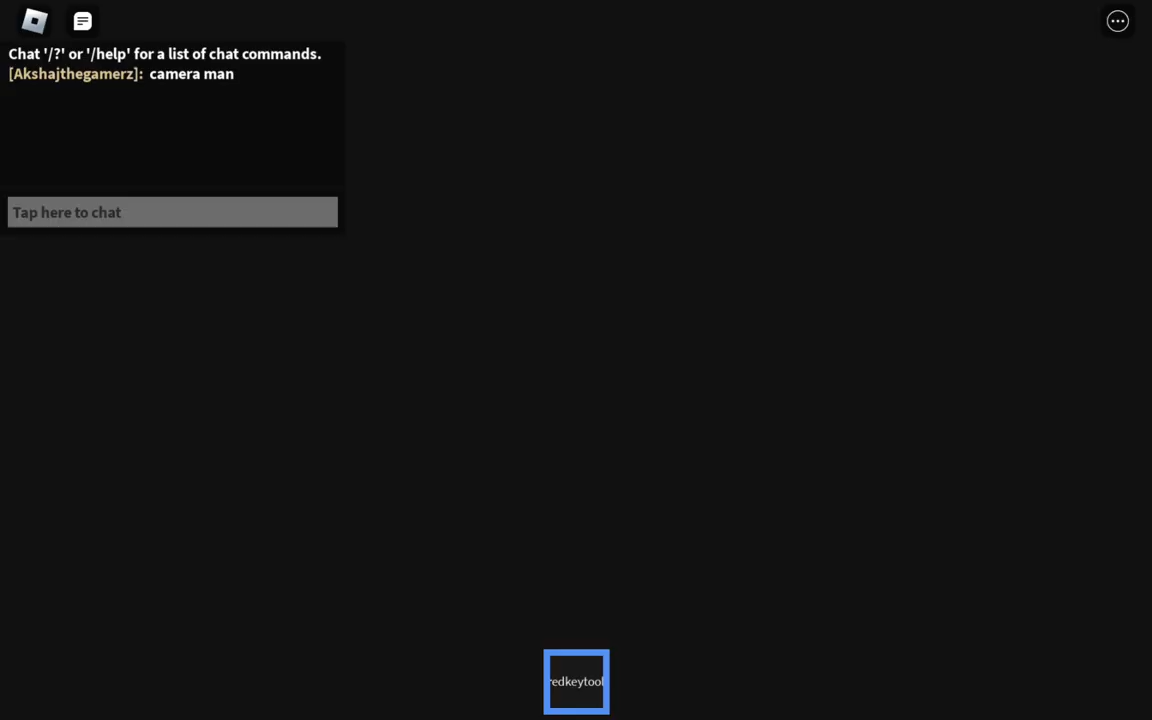 Chat '/?' or '/help' for a list of chat commands.
[Akshajthegamerz]: camera man
Tap here to chat
redkeytool